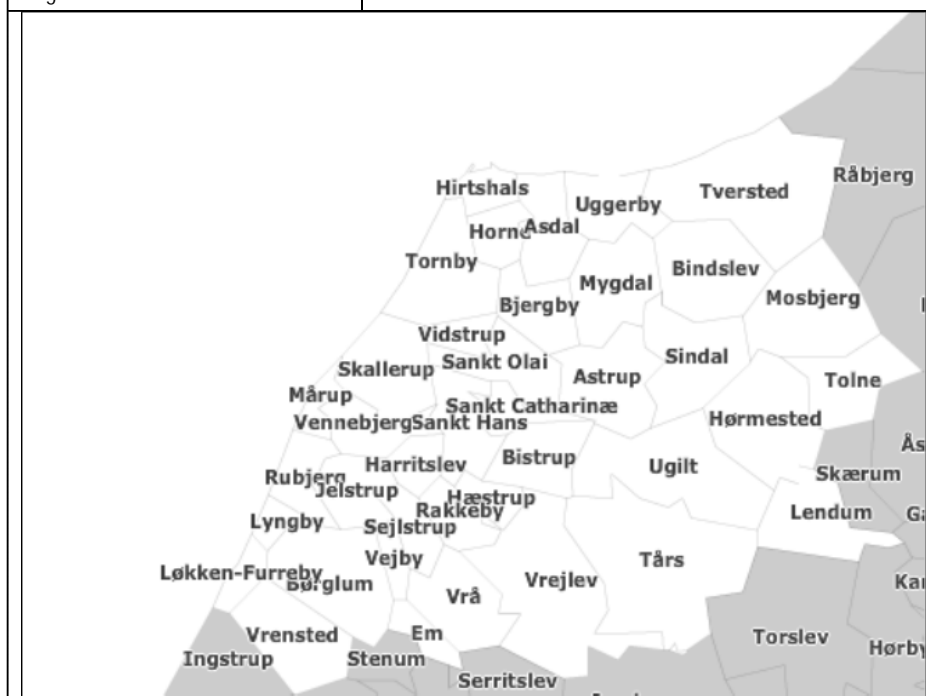 Råbjerg
Hirtshals
Tversted
Uggerby
Asdal
Horne
Tornby
Bindslev
Mygdal
Mosbjerg
Bjergby
Vidstrup
Sindal
Sankt Olai
Skallerup
Astrup
Tolne
Mårup
Sankt Catharinæ
Hørmested
Vennebjerg
Sankt Hans
Bistrup
Harritslev
Ugilt
Skærum
Rubjerg
Jelstrup
Hæstrup
Rakkeby
Lendum
Lyngby
Sejlstrup
Vejby
Tårs
Løkken-Furreby
Børglum
Vrejlev
Vrå
Em
Vrensted
Torslev
Ingstrup
Stenum
Serritslev